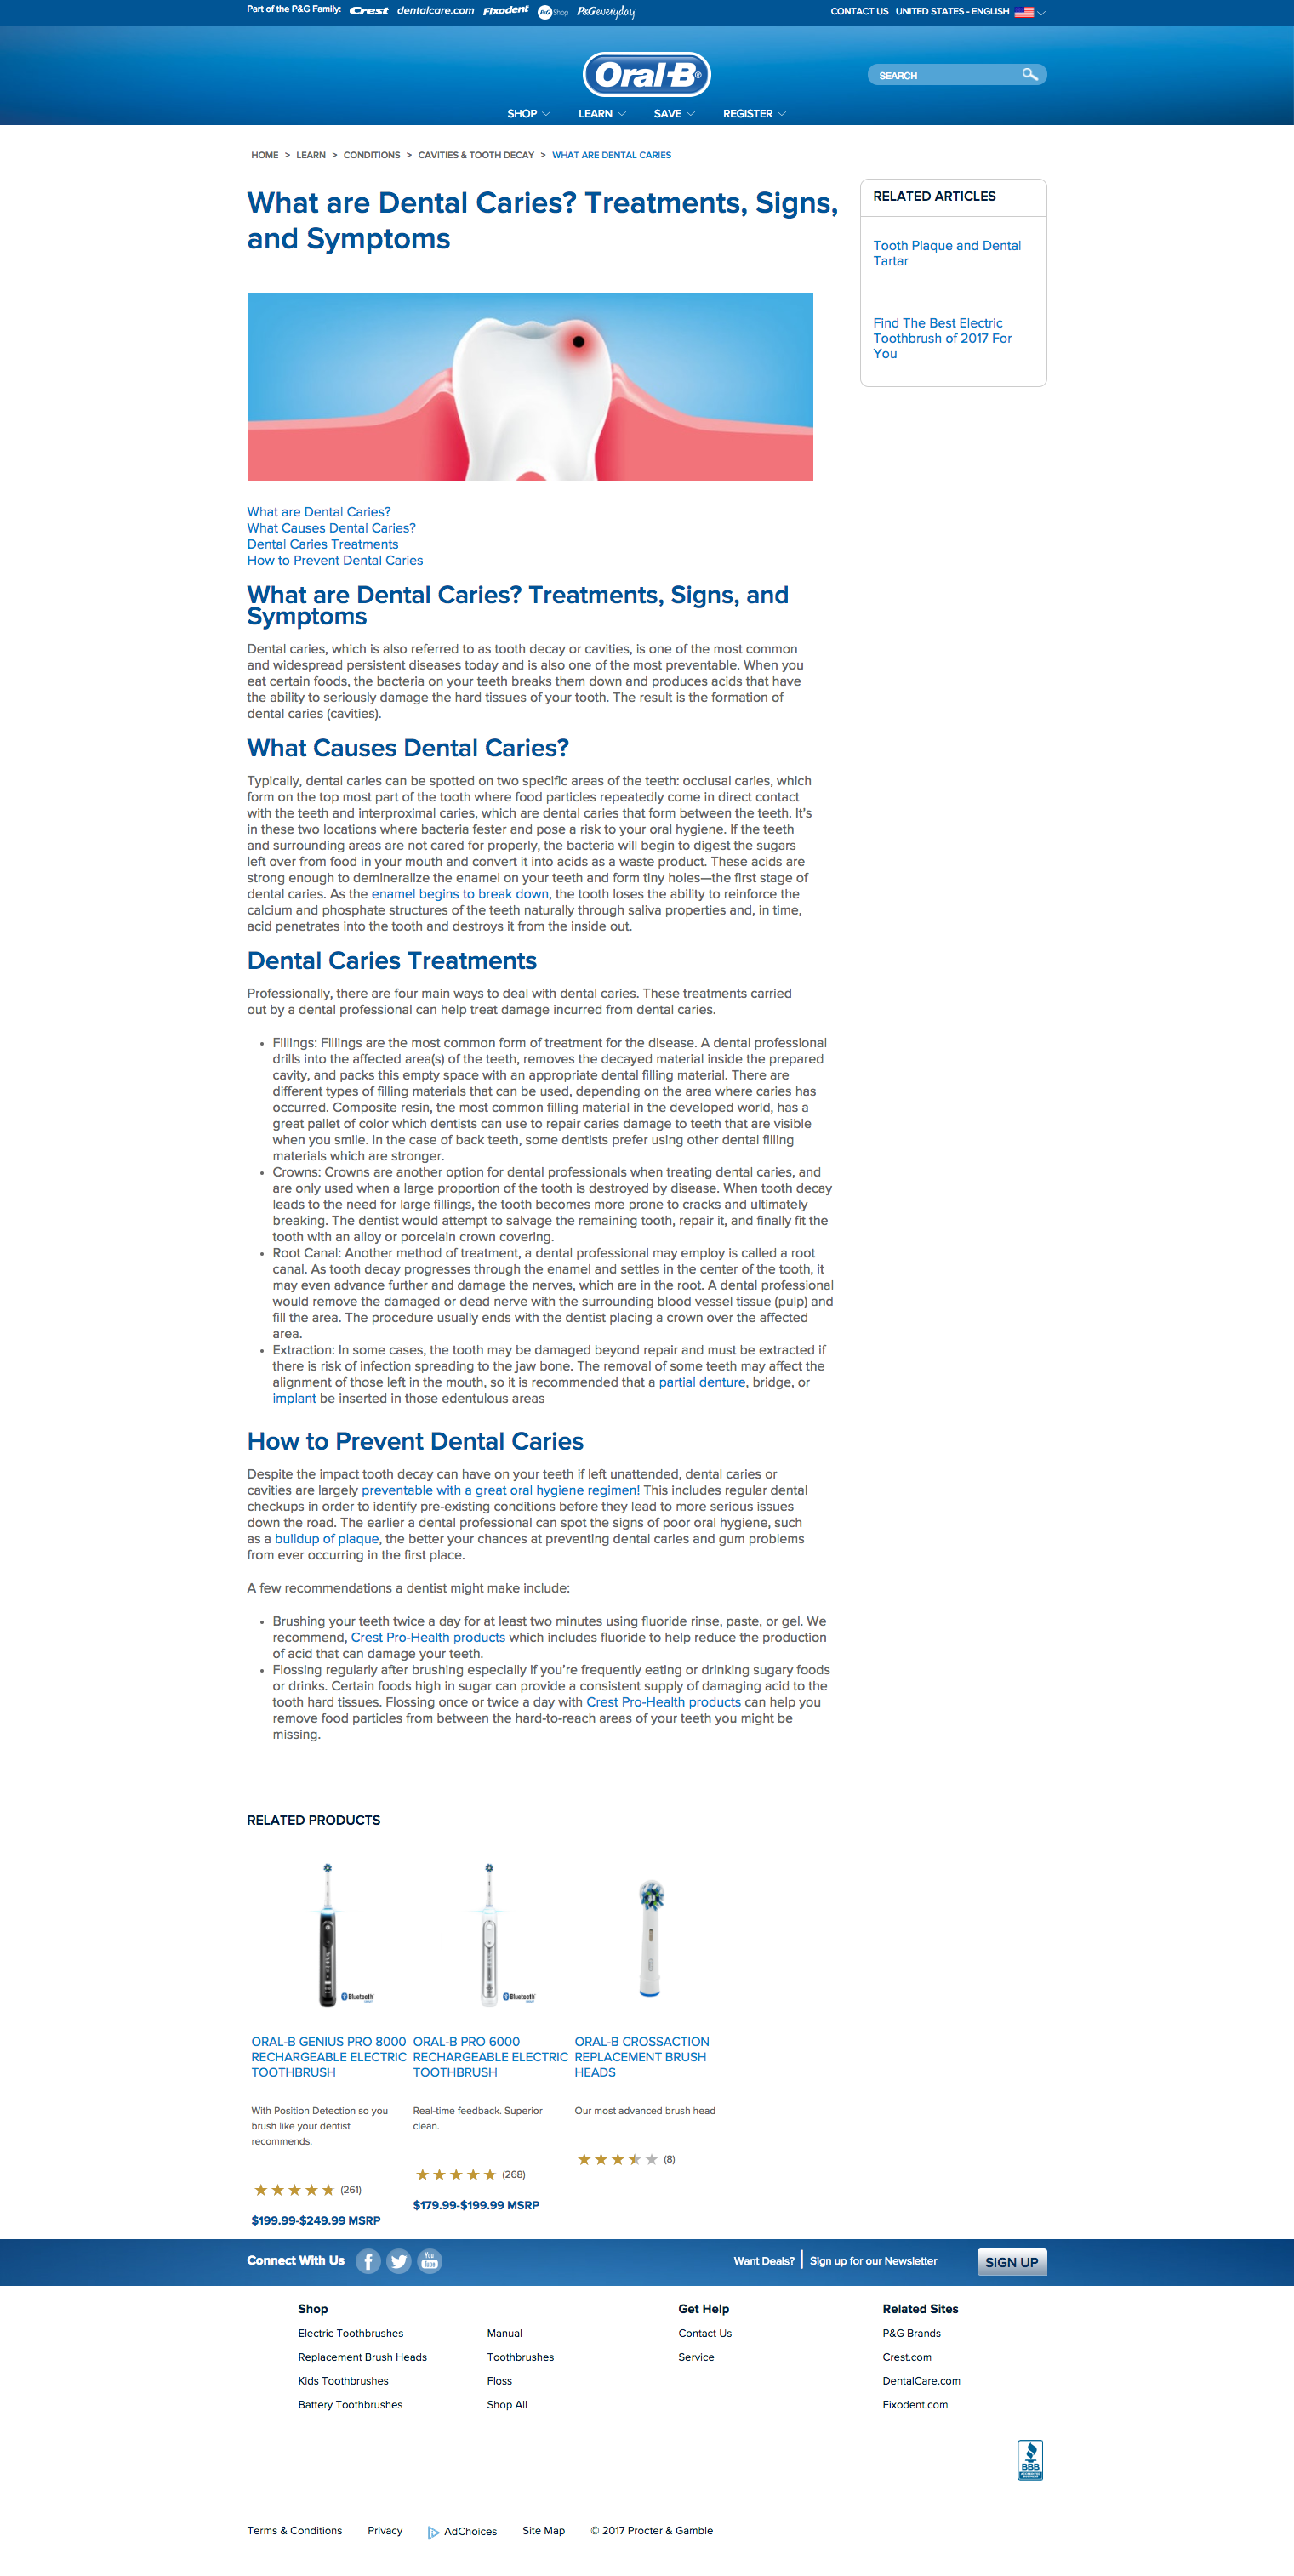 Part of the P&G Family: Crest dentalcare.com Fixodent P&G Shop P&G everyday
CONTACT US | UNITED STATES - ENGLISH
Oral-B®
SEARCH
SHOP LEARN SAVE REGISTER
HOME > LEARN > CONDITIONS > CAVITIES & TOOTH DECAY > WHAT ARE DENTAL CARIES
What are Dental Caries? Treatments, Signs,
and Symptoms
RELATED ARTICLES
Tooth Plaque and Dental
Tartar
Find The Best Electric
Toothbrush of 2017 For
You
What are Dental Caries?
What Causes Dental Caries?
Dental Caries Treatments
How to Prevent Dental Caries
What are Dental Caries? Treatments, Signs, and
Symptoms
Dental caries, which is also referred to as tooth decay or cavities, is one of the most common
and widespread persistent diseases today and is also one of the most preventable. When you
eat certain foods, the bacteria on your teeth breaks them down and produces acids that have
the ability to seriously damage the hard tissues of your tooth. The result is the formation of
dental caries (cavities).
What Causes Dental Caries?
Typically, dental caries can be spotted on two specific areas of the teeth: occlusal caries, which
form on the top most part of the tooth where food particles repeatedly come in direct contact
with the teeth and interproximal caries, which are dental caries that form between the teeth. It's
in these two locations where bacteria fester and pose a risk to your oral hygiene. If the teeth
and surrounding areas are not cared for properly, the bacteria will begin to digest the sugars
left over from food in your mouth and convert it into acids as a waste product. These acids are
strong enough to demineralize the enamel on your teeth and form tiny holes—the first stage of
dental caries. As the enamel begins to break down, the tooth loses the ability to reinforce the
calcium and phosphate structures of the teeth naturally through saliva properties and, in time,
acid penetrates into the tooth and destroys it from the inside out.
Dental Caries Treatments
Professionally, there are four main ways to deal with dental caries. These treatments carried
out by a dental professional can help treat damage incurred from dental caries.
• Fillings: Fillings are the most common form of treatment for the disease. A dental professional
drills into the affected area(s) of the teeth, removes the decayed material inside the prepared
cavity, and packs this empty space with an appropriate dental filling material. There are
different types of filling materials that can be used, depending on the area where caries has
occurred. Composite resin, the most common filling material in the developed world, has a
great pallet of color which dentists can use to repair caries damage to teeth that are visible
when you smile. In the case of back teeth, some dentists prefer using other dental filling
materials which are stronger.
• Crowns: Crowns are another option for dental professionals when treating dental caries, and
are only used when a large proportion of the tooth is destroyed by disease. When tooth decay
leads to the need for large fillings, the tooth becomes more prone to cracks and ultimately
breaking. The dentist would attempt to salvage the remaining tooth, repair it, and finally fit the
tooth with an alloy or porcelain crown covering.
• Root Canal: Another method of treatment, a dental professional may employ is called a root
canal. As tooth decay progresses through the enamel and settles in the center of the tooth, it
may even advance further and damage the nerves, which are in the root. A dental professional
would remove the damaged or dead nerve with the surrounding blood vessel tissue (pulp) and
fill the area. The procedure usually ends with the dentist placing a crown over the affected
area.
• Extraction: In some cases, the tooth may be damaged beyond repair and must be extracted if
there is risk of infection spreading to the jaw bone. The removal of some teeth may affect the
alignment of those left in the mouth, so it is recommended that a partial denture, bridge, or
implant be inserted in those edentulous areas
How to Prevent Dental Caries
Despite the impact tooth decay can have on your teeth if left unattended, dental caries or
cavities are largely preventable with a great oral hygiene regimen! This includes regular dental
checkups in order to identify pre-existing conditions before they lead to more serious issues
down the road. The earlier a dental professional can spot the signs of poor oral hygiene, such
as a buildup of plaque, the better your chances at preventing dental caries and gum problems
from ever occurring in the first place.
A few recommendations a dentist might make include:
• Brushing your teeth twice a day for at least two minutes using fluoride rinse, paste, or gel. We
recommend, Crest Pro-Health products which includes fluoride to help reduce the production
of acid that can damage your teeth.
• Flossing regularly after brushing especially if you're frequently eating or drinking sugary foods
or drinks. Certain foods high in sugar can provide a consistent supply of damaging acid to the
tooth hard tissues. Flossing once or twice a day with Crest Pro-Health products can help you
remove food particles from between the hard-to-reach areas of your teeth you might be
missing.
RELATED PRODUCTS
Bluetooth
Bluetooth
ORAL-B GENIUS PRO 8000
RECHARGEABLE ELECTRIC
TOOTHBRUSH
With Position Detection so you
brush like your dentist
recommends.
(261)
$199.99-$249.99 MSRP
ORAL-B PRO 6000
RECHARGEABLE ELECTRIC
TOOTHBRUSH
Real-time feedback. Superior
clean.
(268)
$179.99-$199.99 MSRP
ORAL-B CROSSACTION
REPLACEMENT BRUSH
HEADS
Our most advanced brush head
(8)
Connect With Us
You
Tube
Want Deals? | Sign up for our Newsletter
SIGN UP
Shop
Electric Toothbrushes
Replacement Brush Heads
Kids Toothbrushes
Battery Toothbrushes
Manual
Toothbrushes
Floss
Shop All
Get Help
Contact Us
Service
Related Sites
P&G Brands
Crest.com
DentalCare.com
Fixodent.com
BBB
Terms & Conditions Privacy AdChoices Site Map © 2017 Procter & Gamble